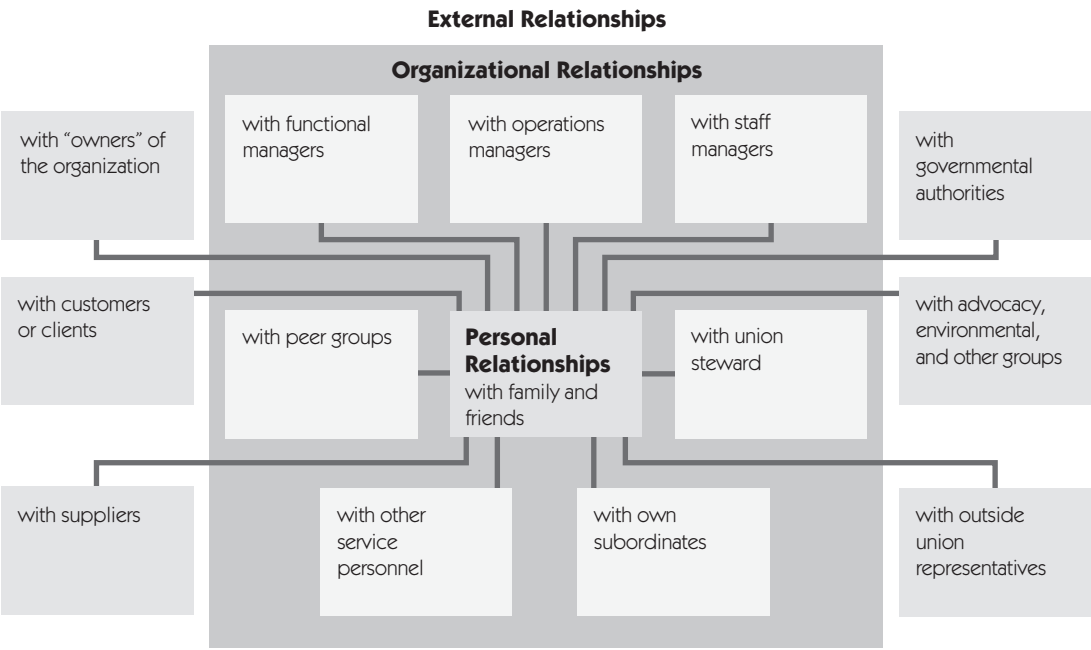 External Relationships
Organizational Relationships
with “owners” of
the organization
with functional
managers
with operations
managers
with staff
managers
with
governmental
authorities
with customers
or clients
with peer groups
Personal
Relationships
with family and
friends
with union
steward
with advocacy,
environmental,
and other groups
with suppliers
with other
service
personnel
with own
subordinates
with outside
union
representatives